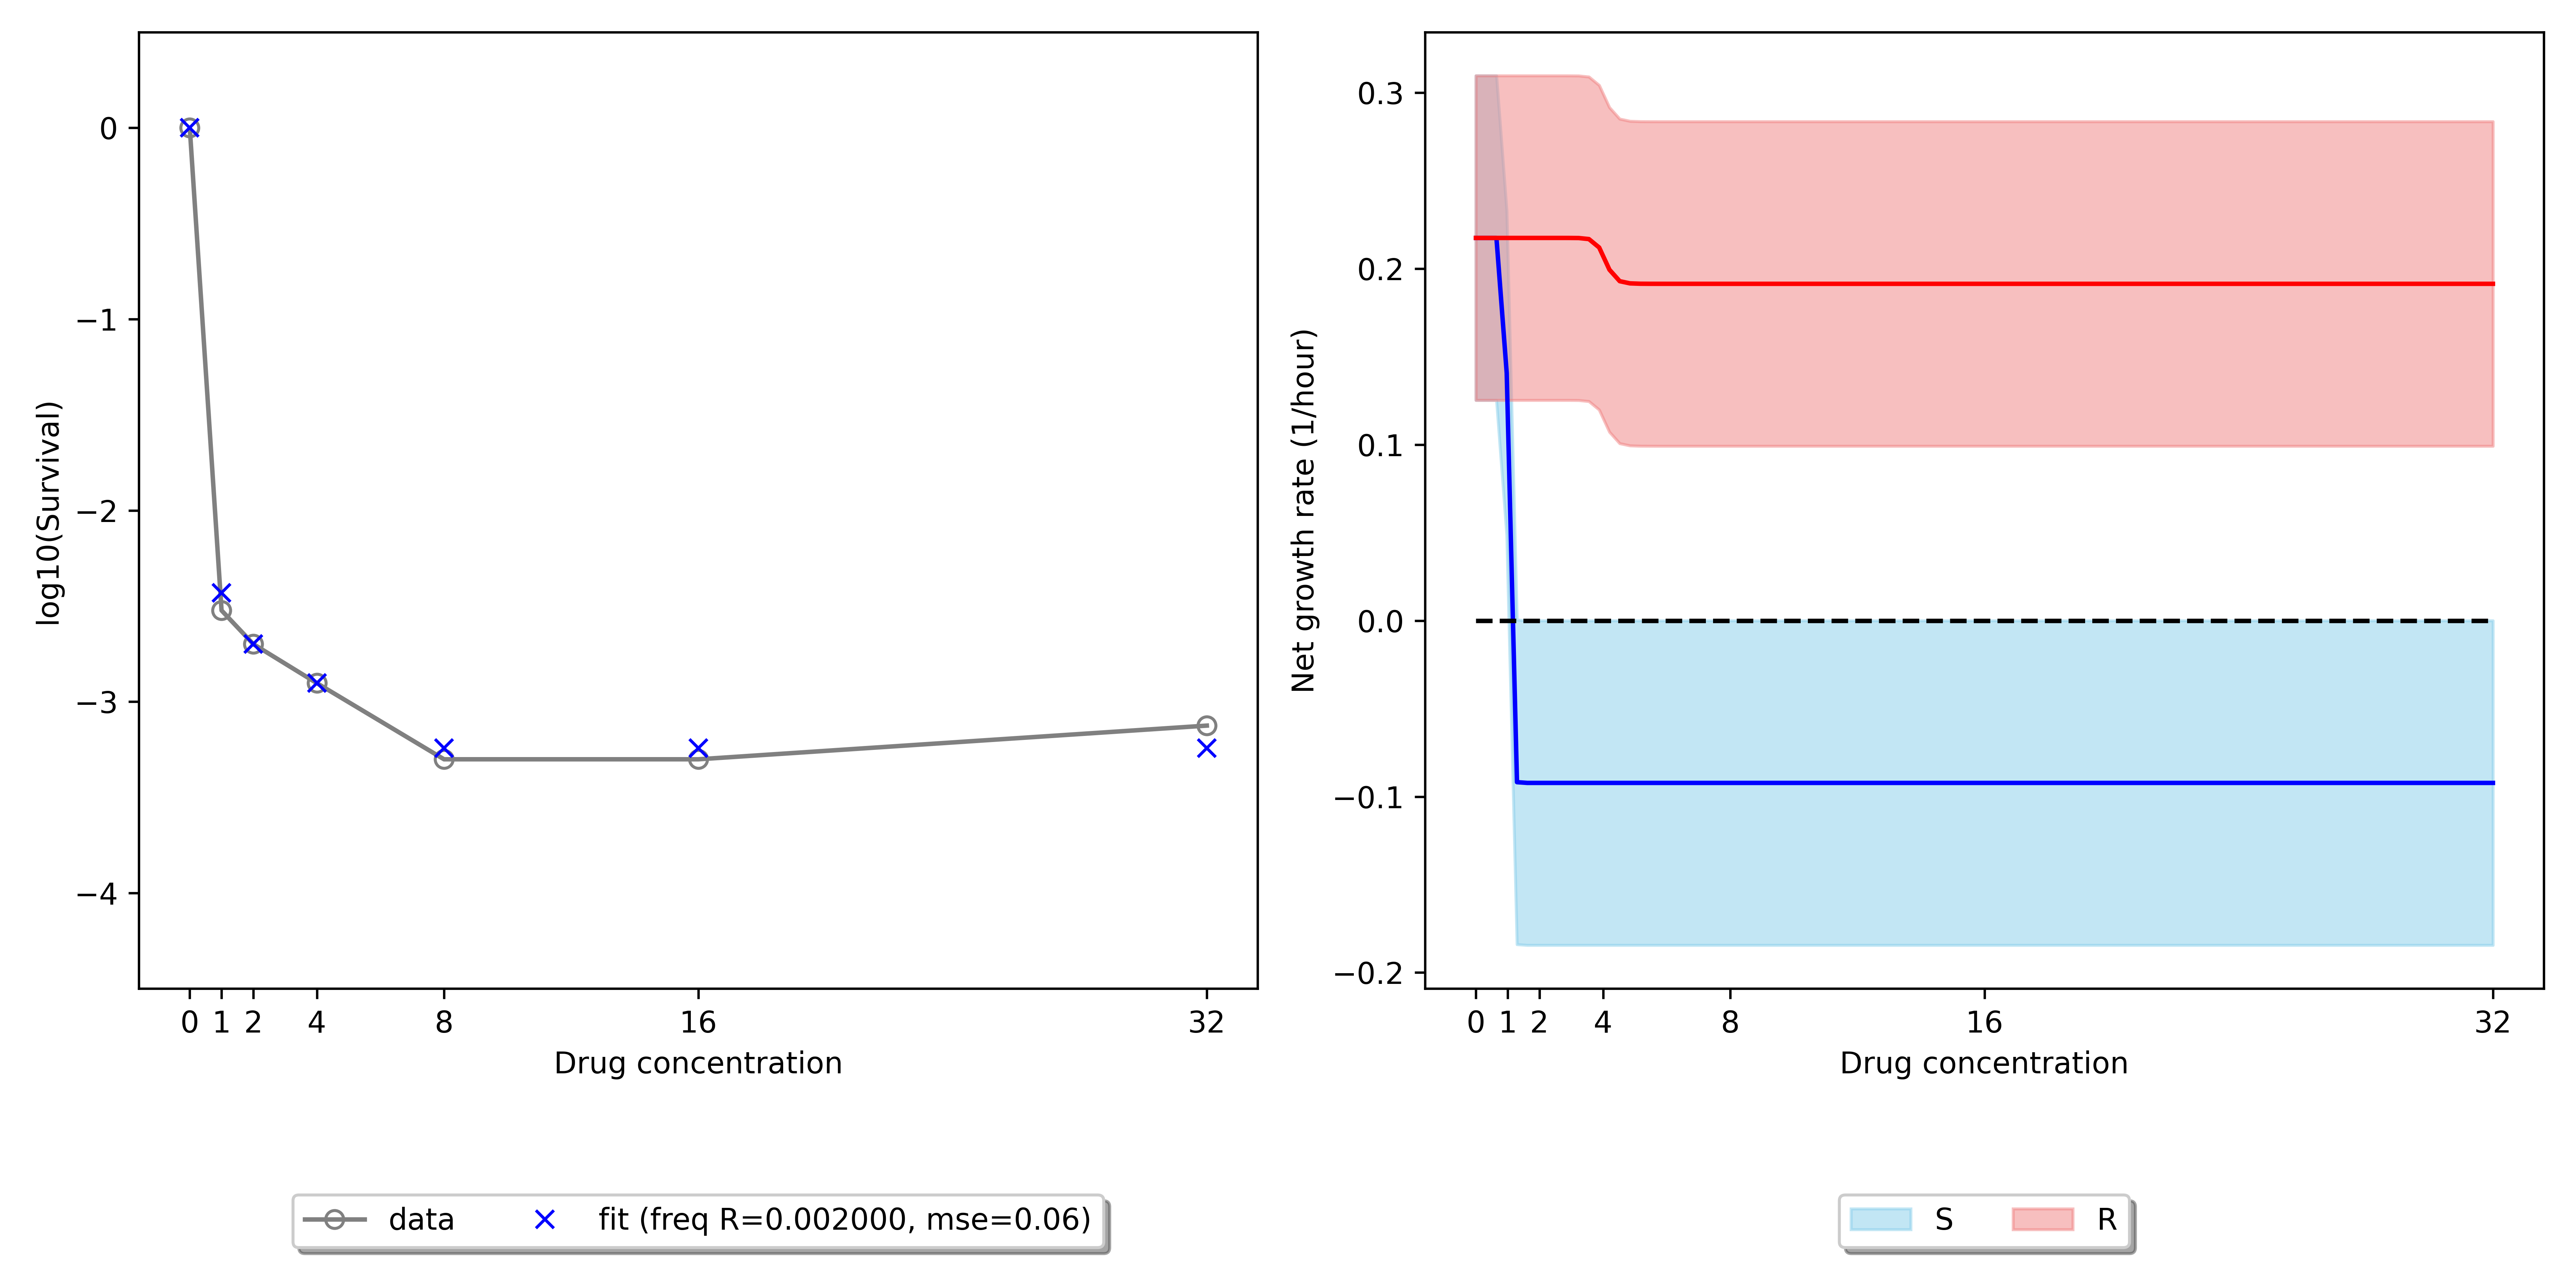 log10(Survival)
0
−1
−2
−3
−4
0 1 2 4 8 16 32
Drug concentration
data fit (freq R=0.002000, mse=0.06)
Net growth rate (1/hour)
0.3
0.2
0.1
0.0
−0.1
−0.2
0 1 2 4 8 16 32
Drug concentration
S R